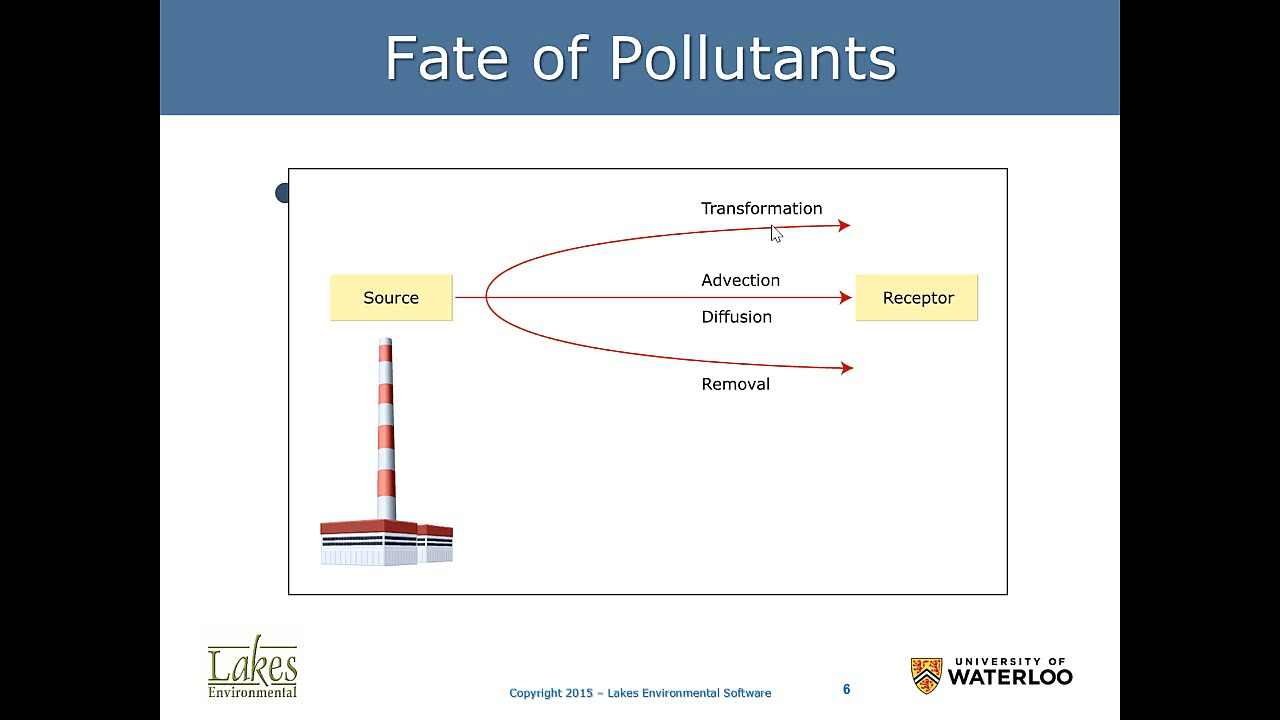 Fate of Pollutants
Transformation
Advection
Source
Receptor
Diffusion
Removal
Lakes
Environmental
Copyright 2015 – Lakes Environmental Software
6
UNIVERSITY OF
WATERLOO